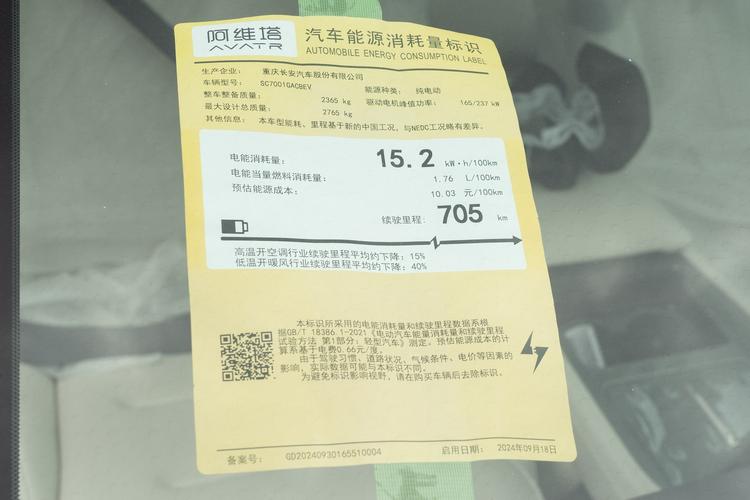 阿维塔
AVATR
汽车能源消耗量标识
AUTOMOBILE ENERGY CONSUMPTION LABEL
生产企业： 重庆长安汽车股份有限公司
车辆型号： SC7001GACBEV 能源种类： 纯电动
整车整备质量： 2365 kg 驱动电机峰值功率： 165/237 kW
最大设计总质量： 2765 kg
其他信息： 本车型能耗、里程基于新的中国工况，与NEDC工况略有差异。
电能消耗量： 15.2 kW·h/100km
电能当量燃料消耗量： 1.76 L/100km
预估能源成本： 10.03 元/100km
续驶里程： 705 km
高温开空调行业续驶里程平均约下降：15%
低温开暖风行业续驶里程平均约下降：40%
本标识所采用的电能消耗量和续驶里程数据系根
据GB/T 18386.1-2021《电动汽车能量消耗量和续驶里程
试验方法 第1部分：轻型汽车》测定。预估能源成本的计
算系基于电费0.66元/度。
由于驾驶习惯、道路状况、气候条件、电价等因素的
影响，实际数据可能与本标识不同。
为避免标识影响视野，请在购买车辆后去除标识。
备案号： GD20240930165510004 启用日期： 2024年09月18日